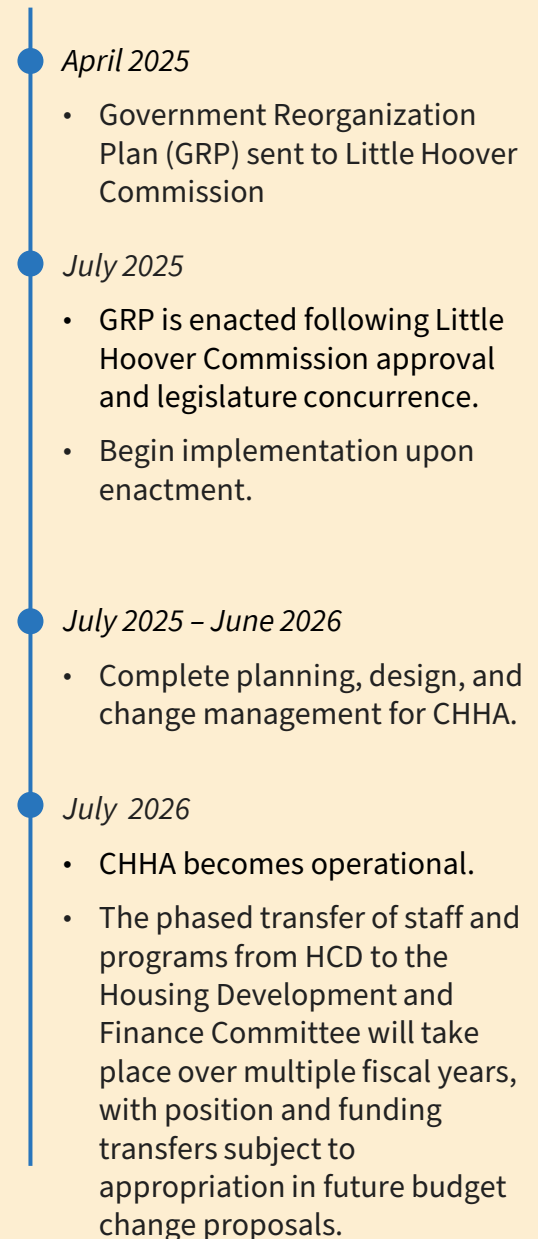 April 2025
• Government Reorganization
Plan (GRP) sent to Little Hoover
Commission
July 2025
• GRP is enacted following Little
Hoover Commission approval
and legislature concurrence.
• Begin implementation upon
enactment.
July 2025 – June 2026
• Complete planning, design, and
change management for CHHA.
July 2026
• CHHA becomes operational.
• The phased transfer of staff and
programs from HCD to the
Housing Development and
Finance Committee will take
place over multiple fiscal years,
with position and funding
transfers subject to
appropriation in future budget
change proposals.